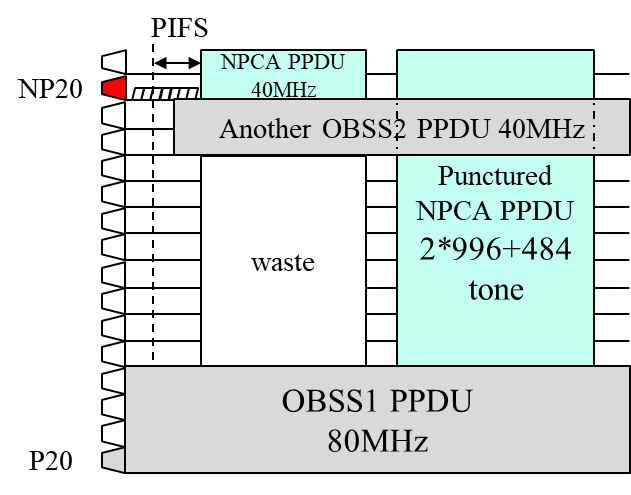 PIFS
NPCA PPDU
40MHz
NP20
Another OBSS2 PPDU 40MHz
Punctured
NPCA PPDU
2*996+484
tone
waste
OBSS1 PPDU
80MHz
P20